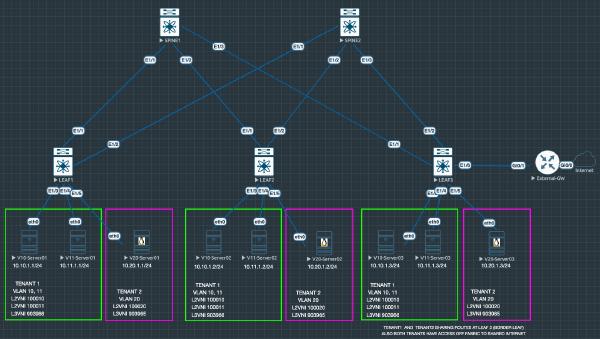 SPINE1
SPINE2
E1/1
E1/2
E1/3
E1/1
E1/1
E1/2
E1/3
E1/1
E1/2
E1/1
E1/2
E1/1
E1/2
LEAF1
LEAF2
LEAF3
E1/6
Gi0/1
Gi0/0
External-GW
Internet
E1/3
E1/4
E1/5
E1/3
E1/4
E1/5
E1/4
E1/5
eth0
eth0
eth0
eth0
eth0
eth0
eth0
eth0
eth0
V10-Server01
V11-Server01
V20-Server01
10.10.1.1/24
10.11.1.1/24
10.20.1.1/24
V10-Server02
V11-Server02
V20-Server02
10.10.1.2/24
10.11.1.2/24
10.20.1.2/24
V10-Server03
V11-Server03
V20-Server03
10.10.1.3/24
10.11.1.3/24
10.20.1.3/24
TENANT 1
VLAN 10, 11
L2VNI 100010
L2VNI 100011
L3VNI 903966
TENANT 2
VLAN 20
L2VNI 100020
L3VNI 903966
TENANT 1
VLAN 10, 11
L2VNI 100010
L2VNI 100011
L3VNI 903966
TENANT 2
VLAN 20
L2VNI 100020
L3VNI 903966
TENANT 1
VLAN 10, 11
L2VNI 100010
L2VNI 100011
L3VNI 903966
TENANT 2
VLAN 20
L2VNI 100020
L3VNI 903966
TENANT1 AND TENANT2 SHARING ROUTES AT LEAF 3 (BORDER LEAF)
ALSO BOTH TENANTS HAVE ACCESS OFF FABRIC TO SHARED INTERNET